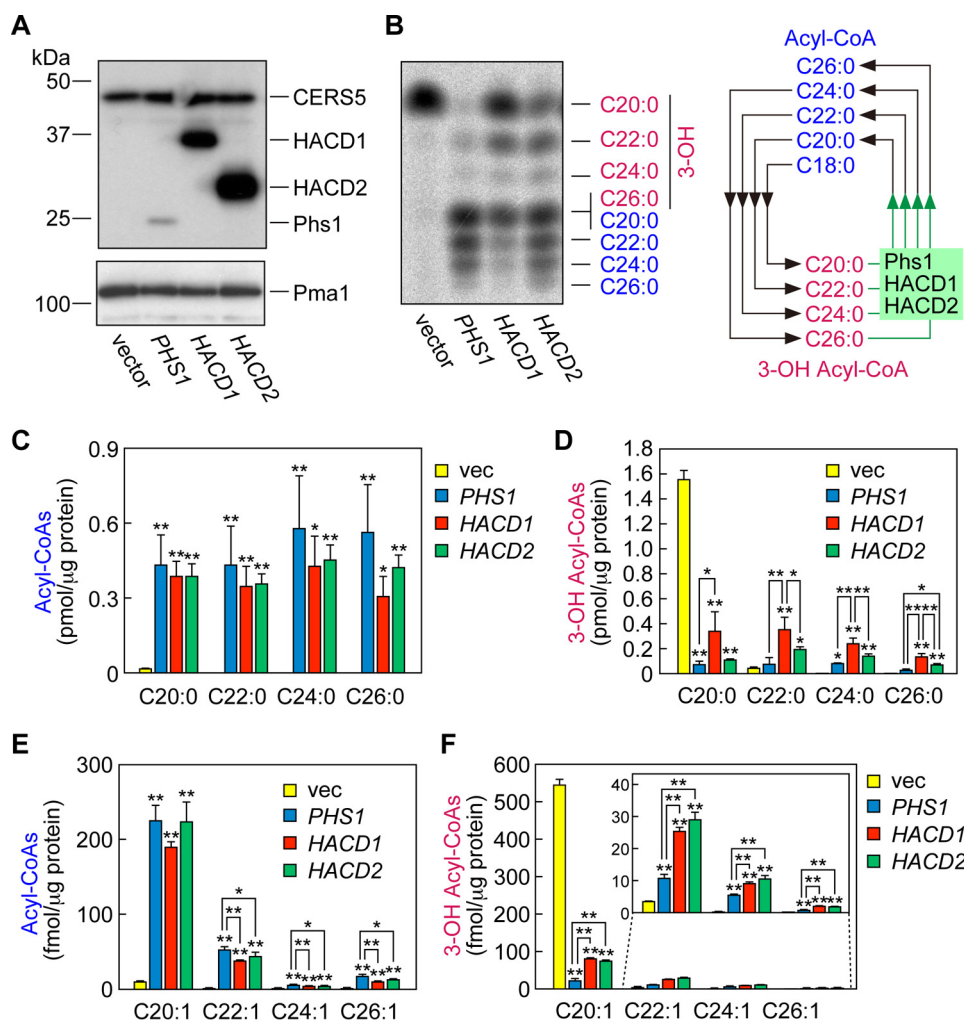 A
kDa
50
37
25
100
CERS5
HACD1
HACD2
Phs1
Pma1
vector
PHS1
HACD1
HACD2
B
C20:0
C22:0
C24:0
C26:0
3-OH
C20:0
C22:0
C24:0
C26:0
vector
PHS1
HACD1
HACD2
Acyl-CoA
C26:0
C24:0
C22:0
C20:0
C18:0
C20:0
C22:0
C24:0
C26:0
Phs1
HACD1
HACD2
3-OH Acyl-CoA
C
Acyl-CoAs
(pmol/μg protein)
0.9
0.6
0.3
0
** ** **
** ** **
** * **
** * **
C20:0 C22:0 C24:0 C26:0
vec
PHS1
HACD1
HACD2
D
3-OH Acyl-CoAs
(pmol/μg protein)
1.8
1.6
1.4
1.2
1.0
0.8
0.6
0.4
0.2
0
*
** ** **
** *
** *
** **
* ** **
*
** **
** ** **
C20:0 C22:0 C24:0 C26:0
vec
PHS1
HACD1
HACD2
E
Acyl-CoAs
(fmol/μg protein)
300
200
100
0
** ** **
*
**
** ** **
*
**
** ** **
*
**
** ** **
C20:1 C22:1 C24:1 C26:1
vec
PHS1
HACD1
HACD2
F
3-OH Acyl-CoAs
(fmol/μg protein)
600
500
400
300
200
100
0
**
**
** ** **
40
30
20
10
0
**
**
** ** **
**
**
** ** **
**
**
** ** **
C20:1 C22:1 C24:1 C26:1
vec
PHS1
HACD1
HACD2